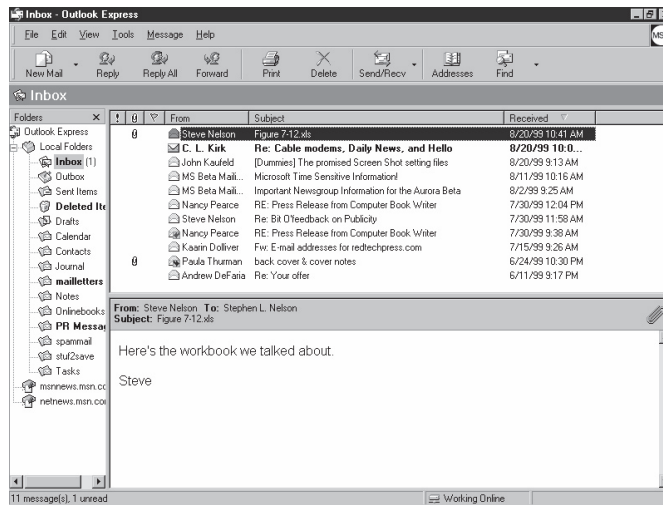 Inbox - Outlook Express
File Edit View Tools Message Help
New Mail Reply Reply All Forward Print Delete Send/Recv Addresses Find
Inbox
Folders ! From Subject Received
Outlook Express
Local Folders
Inbox (1)
Outbox
Sent Items
Deleted Ite
Drafts
Calendar
Contacts
Journal
mailletters
Notes
Onlinebooks
PR Messag
spammail
stuf2save
Tasks
msnnews.msn.cc
netnews.msn.com
Steve Nelson Figure 7-12.xls 8/20/99 10:41 AM
C. L. Kirk Re: Cable modems, Daily News, and Hello 8/20/99 10:0...
John Kaufeld [Dummies] The promised Screen Shot setting files 8/20/99 9:13 AM
MS Beta Maili... Microsoft Time Sensitive Information! 8/11/99 10:16 AM
MS Beta Maili... Important Newsgroup Information for the Aurora Beta 8/2/99 9:25 AM
Nancy Pearce RE: Press Release from Computer Book Writer 7/30/99 12:04 PM
Steve Nelson Re: Bit O'feedback on Publicity 7/30/99 11:58 AM
Nancy Pearce RE: Press Release from Computer Book Writer 7/30/99 9:38 AM
Kaarin Dolliver Fw: E-mail addresses for redtechpress.com 7/15/99 9:26 AM
Paula Thurman back cover & cover notes 6/24/99 10:30 PM
Andrew DeFaria Re: Your offer 6/11/99 9:17 PM
From: Steve Nelson To: Stephen L. Nelson
Subject: Figure 7-12.xls
Here's the workbook we talked about.
Steve
11 message(s), 1 unread Working Online